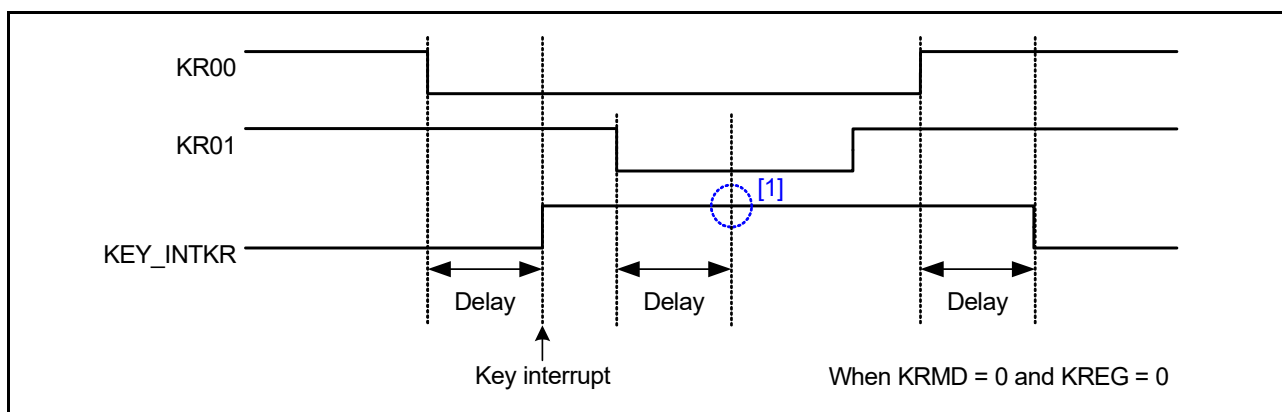 KR00
KR01
[1]
KEY_INTKR
Delay Delay Delay
Key interrupt When KRMD = 0 and KREG = 0